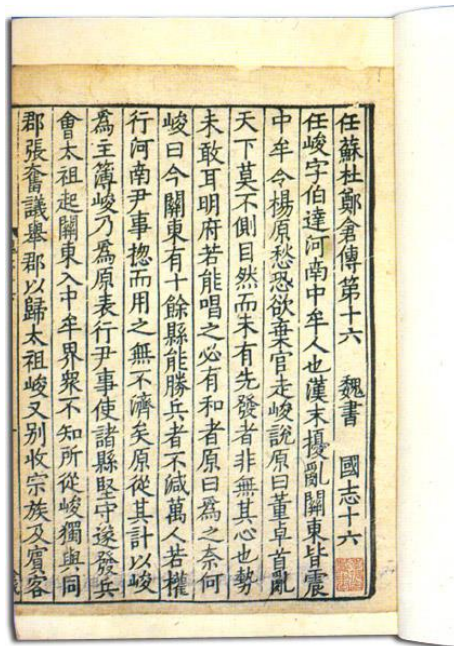 任蘇杜鄭倉傳第十六　魏書　國志十六
任峻字伯達河南中牟人也漢末擾亂關東皆震
中牟令楊原愁恐欲棄官走峻說原曰董卓首亂
天下莫不側目然而未有先發者非無其心也勢
未敢耳明府若能唱之必有和者原曰為之奈何
峻曰今關東有十餘縣能勝兵者不減萬人若權
行河南尹事揔而用之無不濟矣原從其計以峻
為主簿峻乃為原表行尹事使諸縣堅守遂發兵
會太祖起關東入中牟界眾不知所從峻獨與同
郡張奮議舉郡以歸太祖峻又別收宗族及賓客